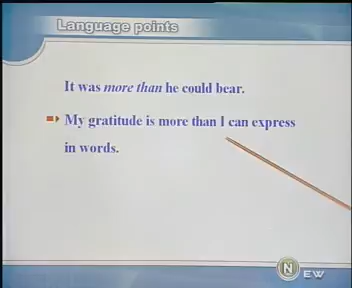 Language points
It was more than he could bear.
My gratitude is more than I can express
in words.
N EW